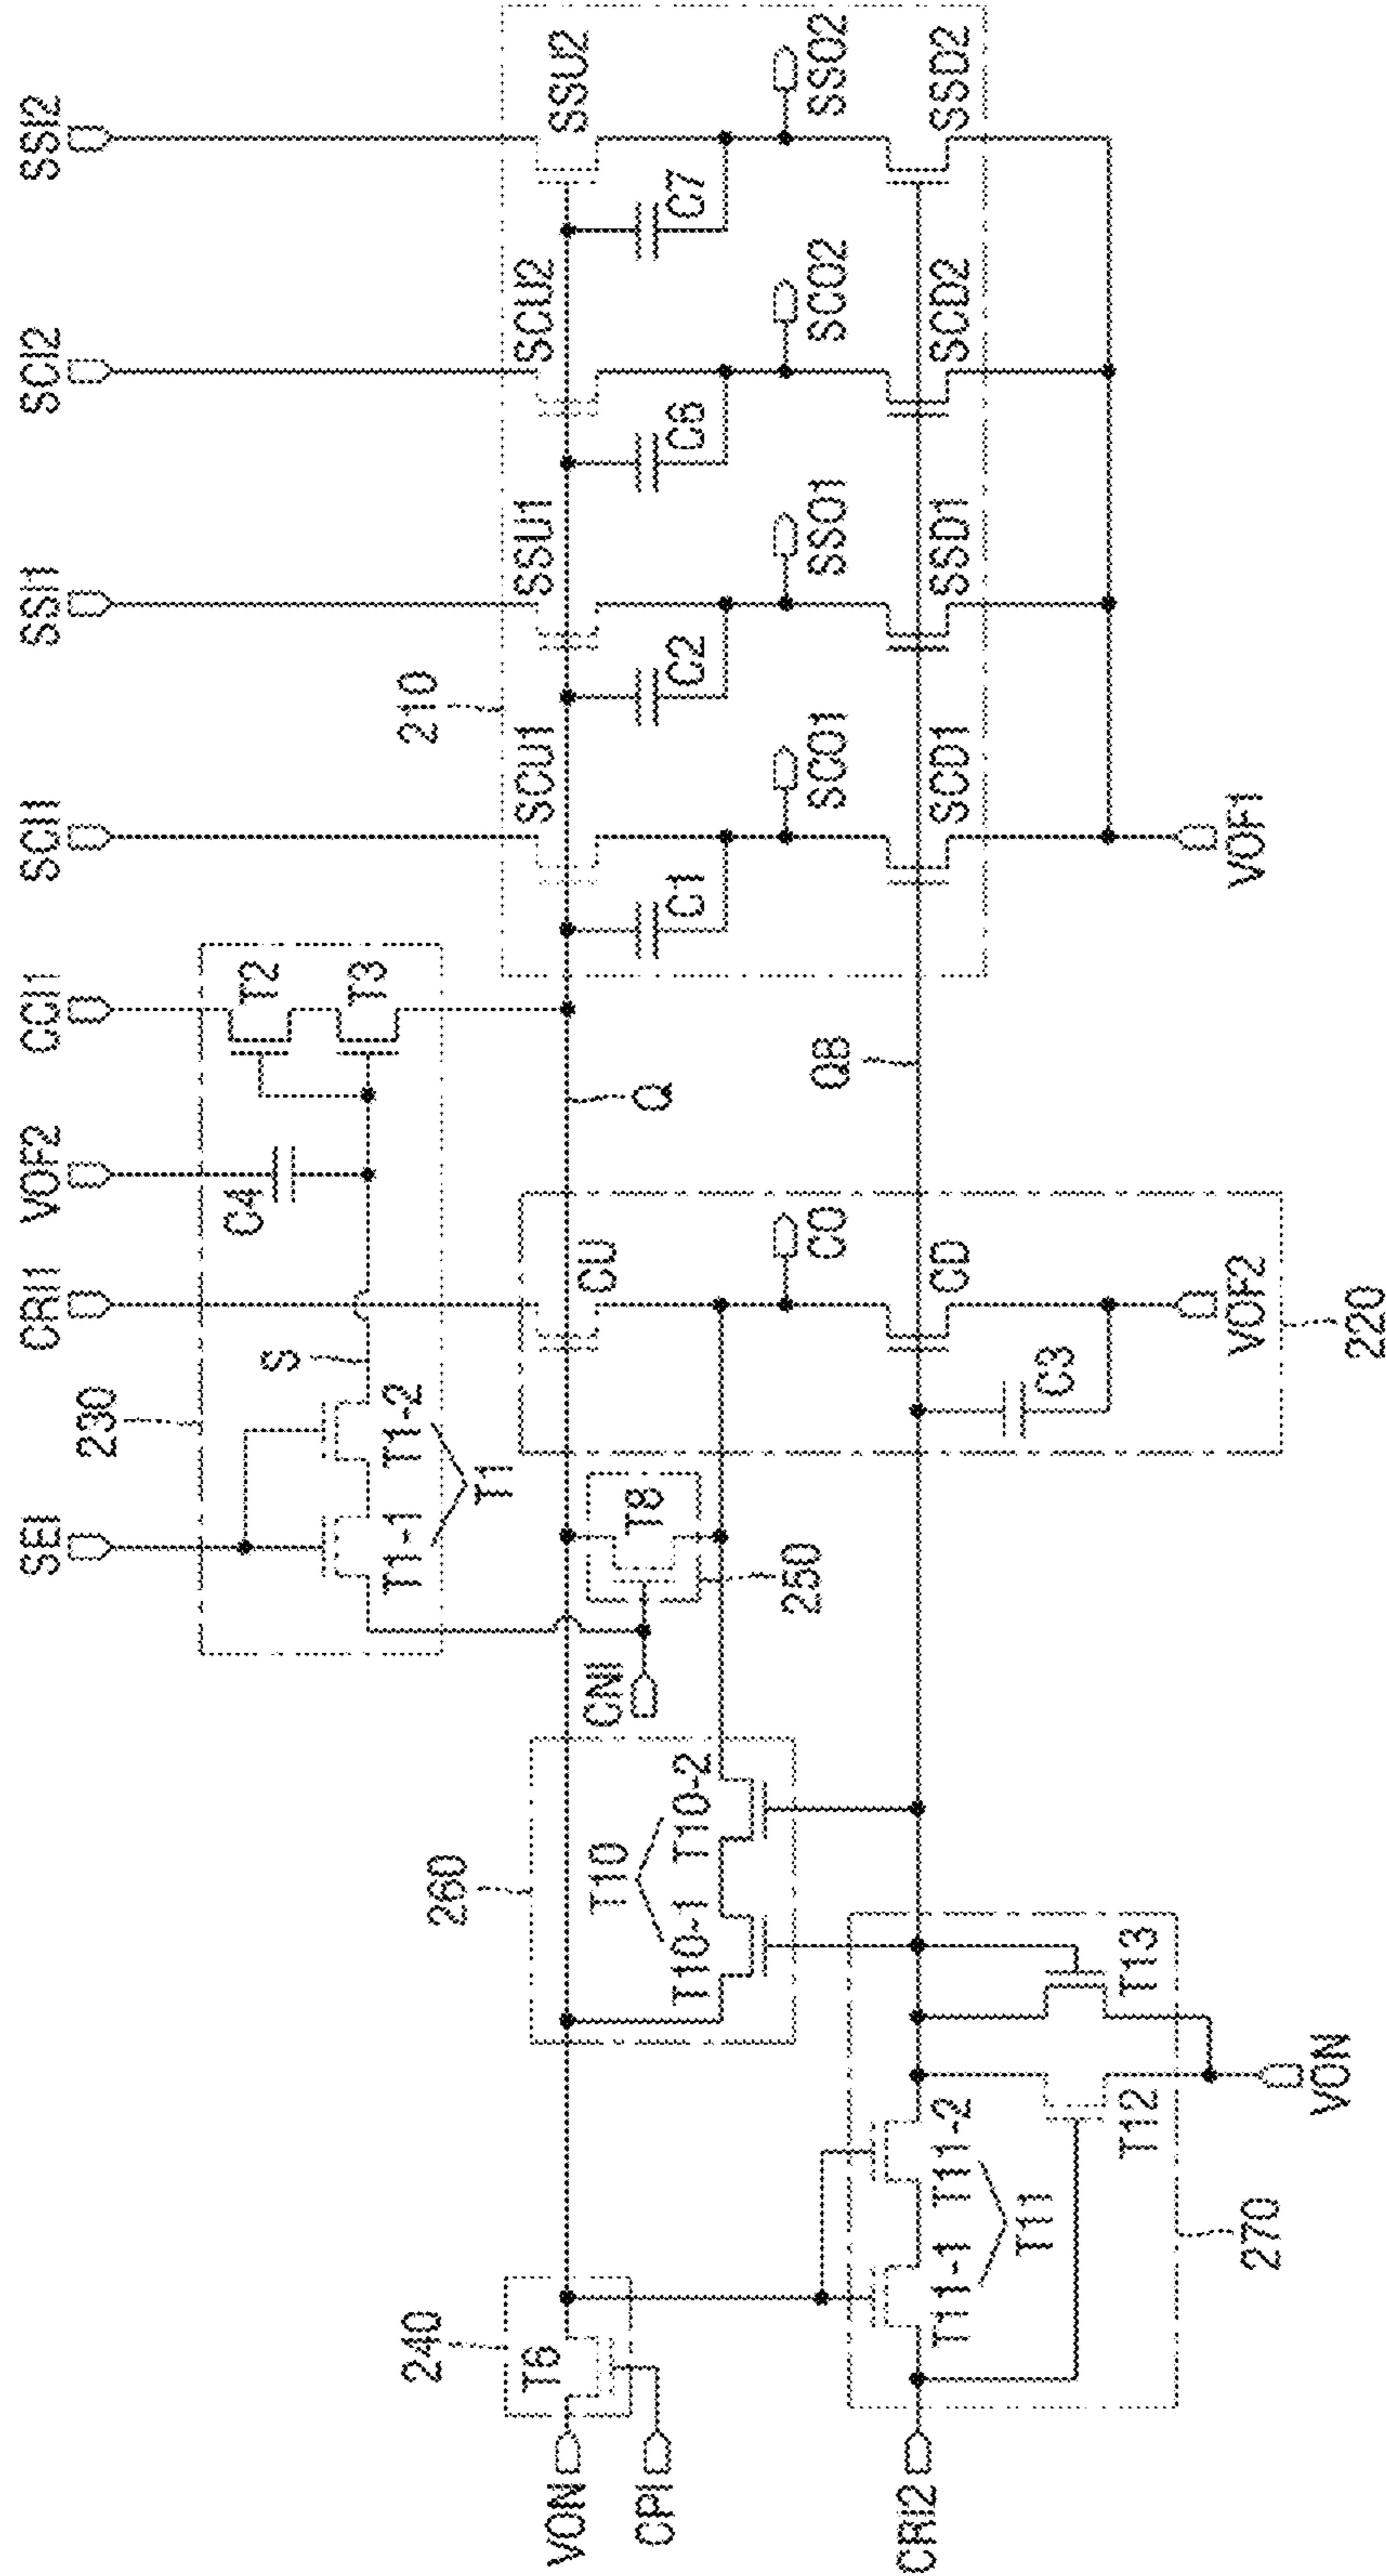 SEI
CRI1
VOF2
CCI1
SCI1
SSI1
SCI2
SSI2
230
S
C4
T2
T3
T1-1
T1-2
T1
210
SCU1
SSU1
SCU2
SSU2
240
T6
VON
CPI
260
T10
T10-1
T10-2
CNI
T8
250
CU
Q
C1
C2
C6
C7
CO
SCO1
SSO1
SCO2
SSO2
QB
CRI2
T11-1
T11-2
T11
T12
T13
270
VON
C3
CD
VOF2
220
SCD1
SSD1
SCD2
SSD2
VOF1